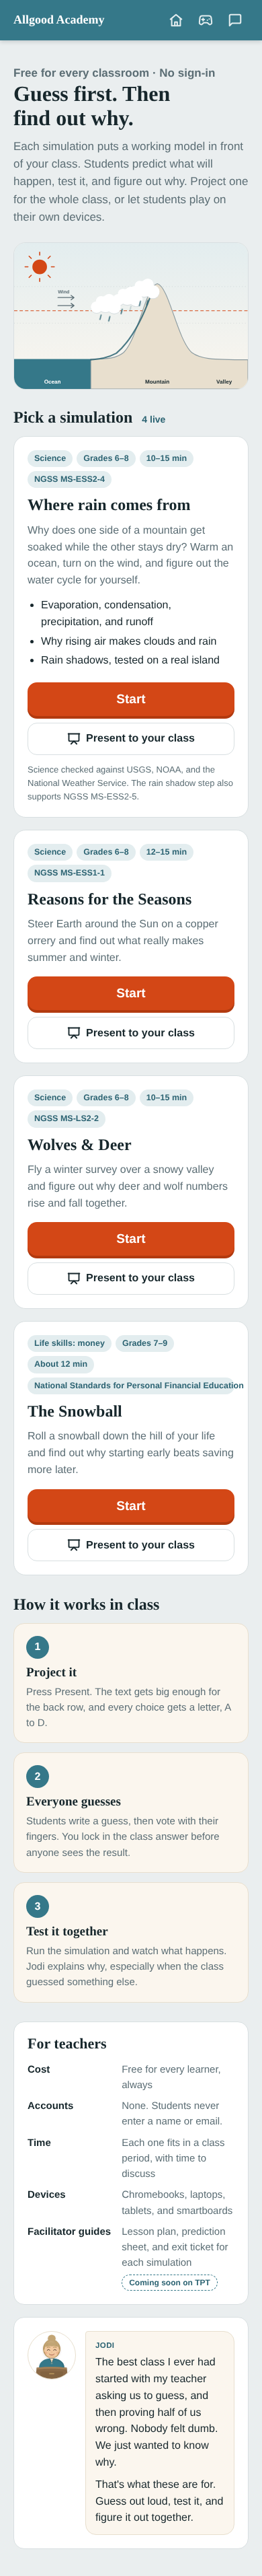 Allgood Academy
Free for every classroom · No sign-in
Guess first. Then
find out why.
Each simulation puts a working model in front
of your class. Students predict what will
happen, test it, and figure out why. Project one
for the whole class, or let students play on
their own devices.
Wind
Ocean
Mountain
Valley
Pick a simulation 4 live
Science Grades 6–8 10–15 min
NGSS MS-ESS2-4
Where rain comes from
Why does one side of a mountain get
soaked while the other stays dry? Warm an
ocean, turn on the wind, and figure out the
water cycle for yourself.
• Evaporation, condensation,
precipitation, and runoff
• Why rising air makes clouds and rain
• Rain shadows, tested on a real island
Start
Present to your class
Science checked against USGS, NOAA, and the
National Weather Service. The rain shadow step also
supports NGSS MS-ESS2-5.
Science Grades 6–8 12–15 min
NGSS MS-ESS1-1
Reasons for the Seasons
Steer Earth around the Sun on a copper
orrery and find out what really makes
summer and winter.
Start
Present to your class
Science Grades 6–8 10–15 min
NGSS MS-LS2-2
Wolves & Deer
Fly a winter survey over a snowy valley
and figure out why deer and wolf numbers
rise and fall together.
Start
Present to your class
Life skills: money Grades 7–9
About 12 min
National Standards for Personal Financial Education
The Snowball
Roll a snowball down the hill of your life
and find out why starting early beats saving
more later.
Start
Present to your class
How it works in class
1
Project it
Press Present. The text gets big enough for
the back row, and every choice gets a letter, A
to D.
2
Everyone guesses
Students write a guess, then vote with their
fingers. You lock in the class answer before
anyone sees the result.
3
Test it together
Run the simulation and watch what happens.
Jodi explains why, especially when the class
guessed something else.
For teachers
Cost Free for every learner,
always
Accounts None. Students never
enter a name or email.
Time Each one fits in a class
period, with time to
discuss
Devices Chromebooks, laptops,
tablets, and smartboards
Facilitator guides Lesson plan, prediction
sheet, and exit ticket for
each simulation
Coming soon on TPT
JODI
The best class I ever had
started with my teacher
asking us to guess, and
then proving half of us
wrong. Nobody felt dumb.
We just wanted to know
why.
That's what these are for.
Guess out loud, test it, and
figure it out together.